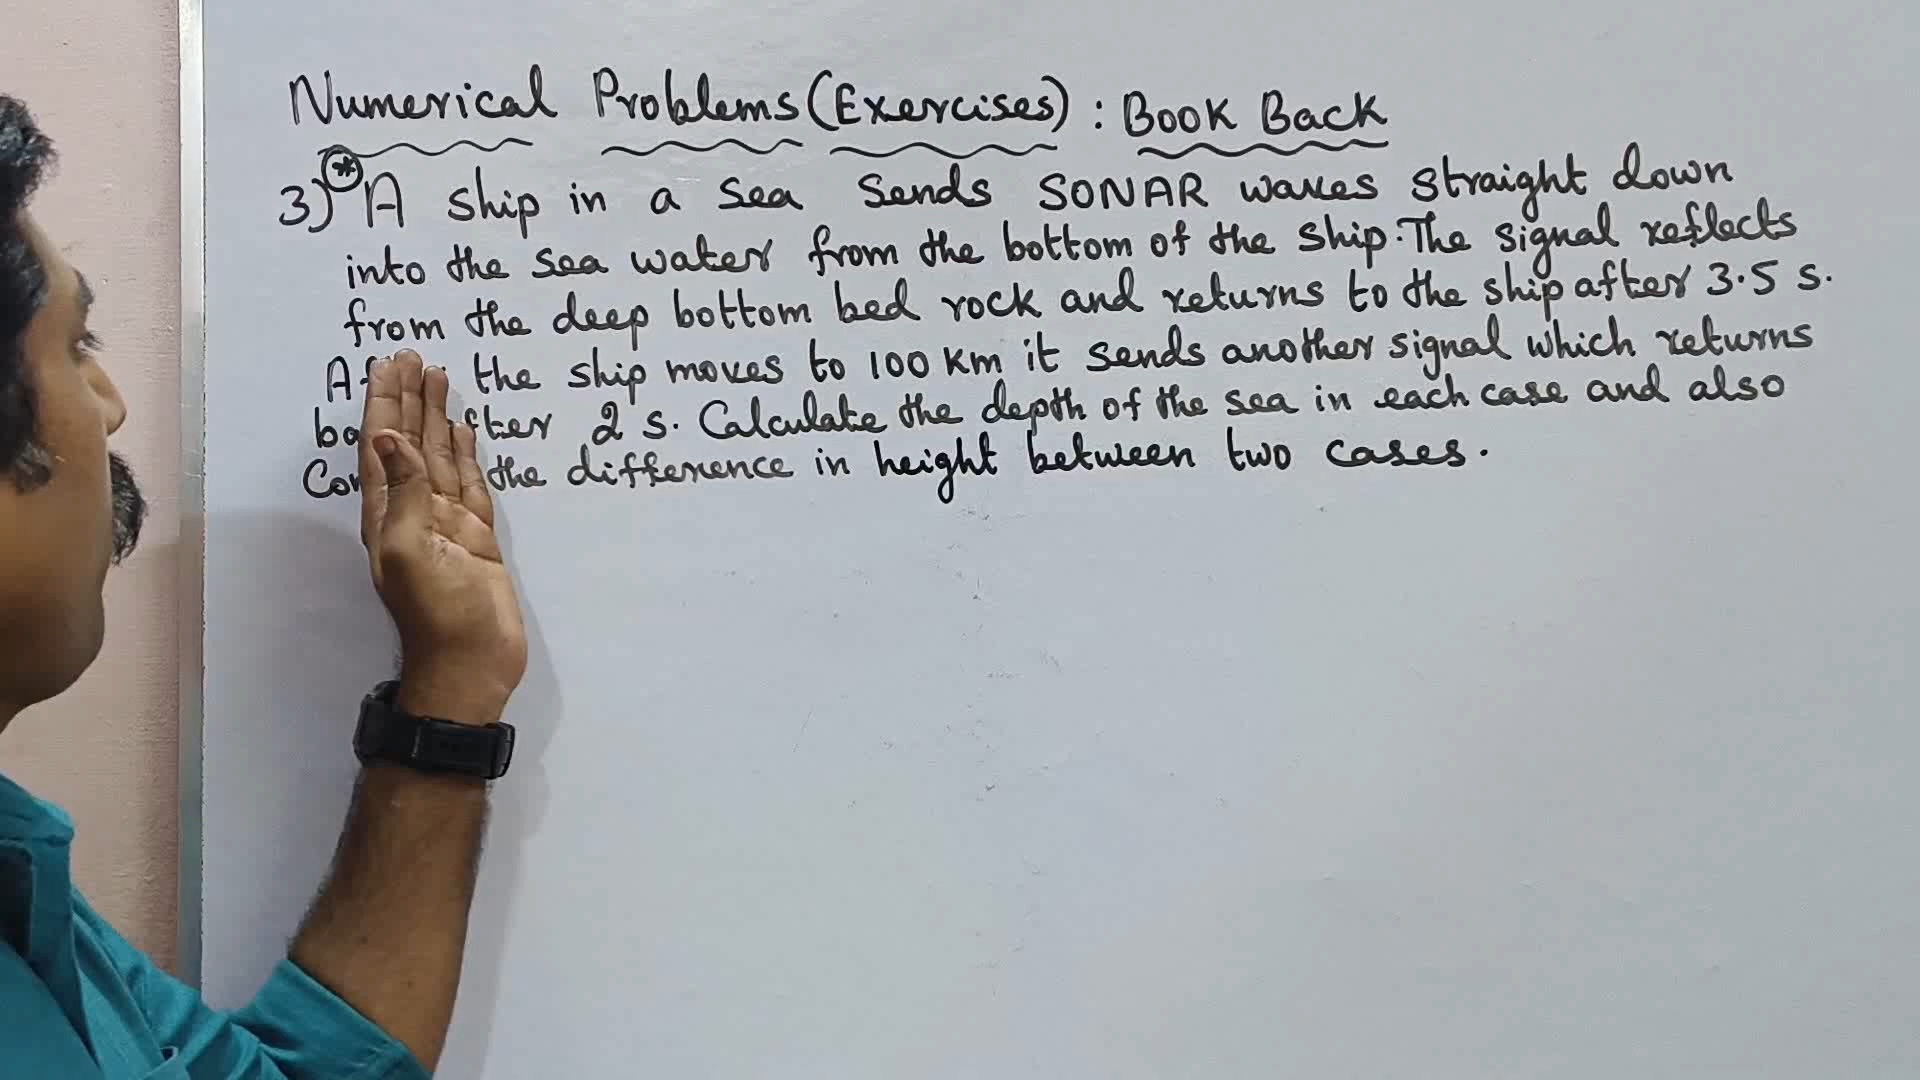 Numerical Problems (Exercises) : Book Back
3) * A ship in a sea sends SONAR waves straight down
into the sea water from the bottom of the ship. The signal reflects
from the deep bottom bed rock and returns to the ship after 3.5 s.
the ship moves to 100 km it sends another signal which returns
2 s. Calculate the depth of the sea in each case and also
the difference in height between two cases.